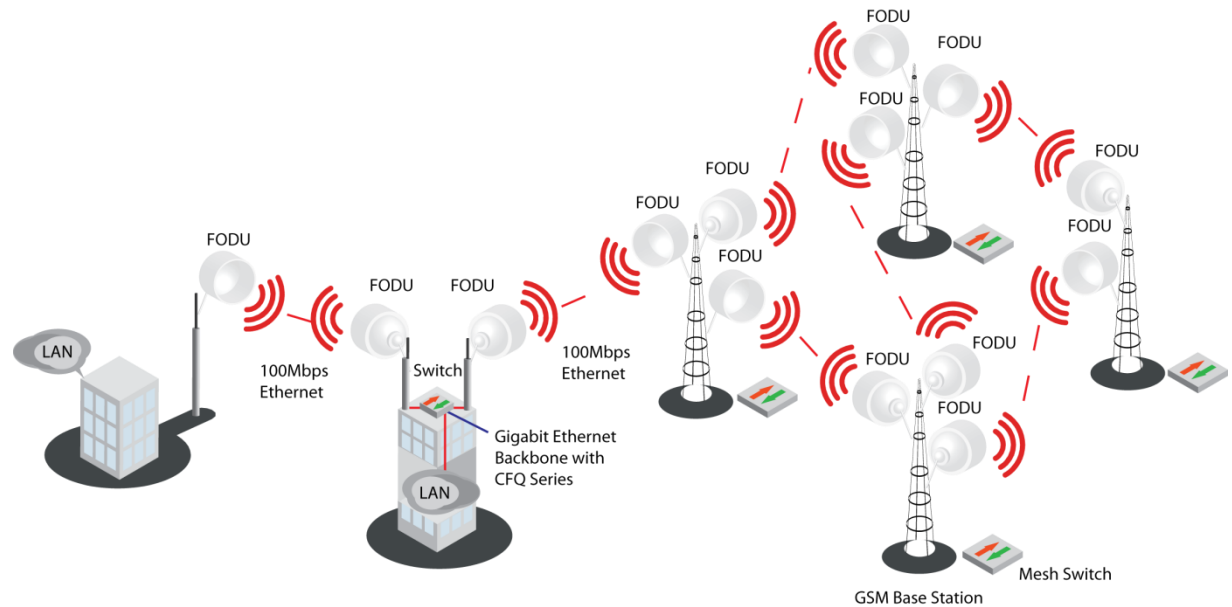 FODU
FODU
FODU
FODU
FODU
FODU
FODU
FODU
FODU
FODU
FODU
FODU
FODU
FODU
LAN
100Mbps
Ethernet
Switch
100Mbps
Ethernet
Gigabit Ethernet
Backbone with
CFQ Series
LAN
Mesh Switch
GSM Base Station